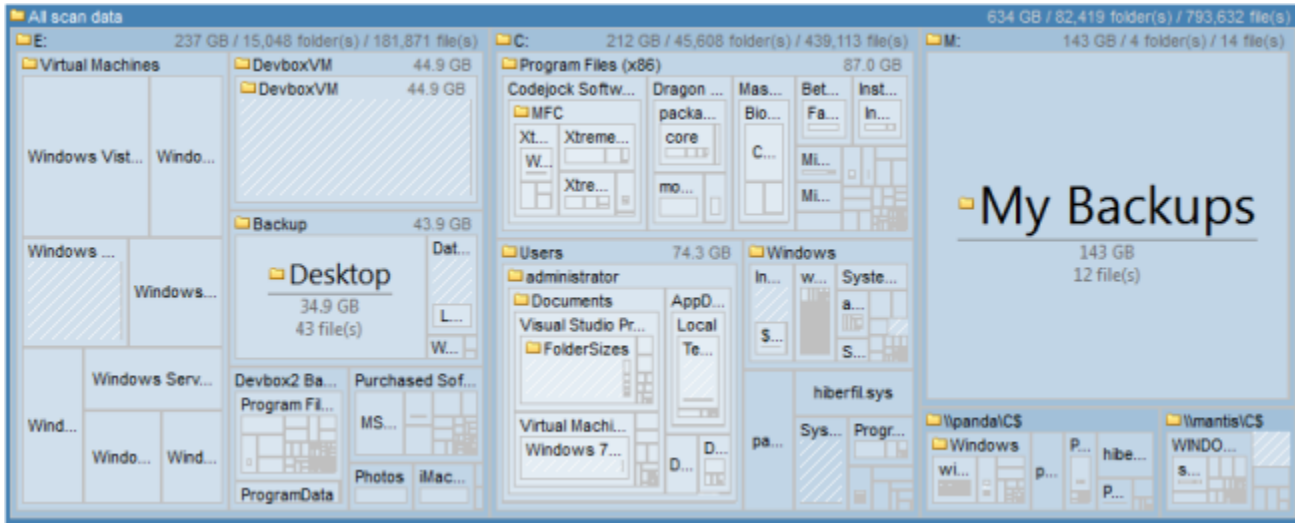 All scan data 634 GB / 82,419 folder(s) / 793,632 file(s)
E: 237 GB / 15,048 folder(s) / 181,871 file(s)
Virtual Machines
Windows Vist...
Windo...
Windows ...
Windows...
Wind...
Windows Serv...
Windo...
Wind...
DevboxVM 44.9 GB
DevboxVM 44.9 GB
Backup 43.9 GB
Desktop
34.9 GB
43 file(s)
Dat...
L...
W...
Devbox2 Ba...
Program Fil...
ProgramData
Purchased Sof...
MS...
Photos
iMac...
C: 212 GB / 45,608 folder(s) / 439,113 file(s)
Program Files (x86) 87.0 GB
Codejock Softw...
MFC
Xt...
W...
Xtreme...
Xtre...
Dragon ...
packa...
core
mo...
Mas...
Bio...
C...
Bet...
Fa...
Inst...
In...
Mi...
Mi...
Users 74.3 GB
administrator
Documents
Visual Studio Pr...
FolderSizes
Virtual Machi...
Windows 7...
AppD...
Local
Te...
D...
D...
Windows
In...
S...
w...
Syste...
a...
S...
pa...
hiberfil.sys
Sys...
Progr...
M: 143 GB / 4 folder(s) / 14 file(s)
My Backups
143 GB
12 file(s)
\\panda\C$
Windows
wi...
p...
P...
hibe...
P...
\\mantis\C$
WINDO...
s...